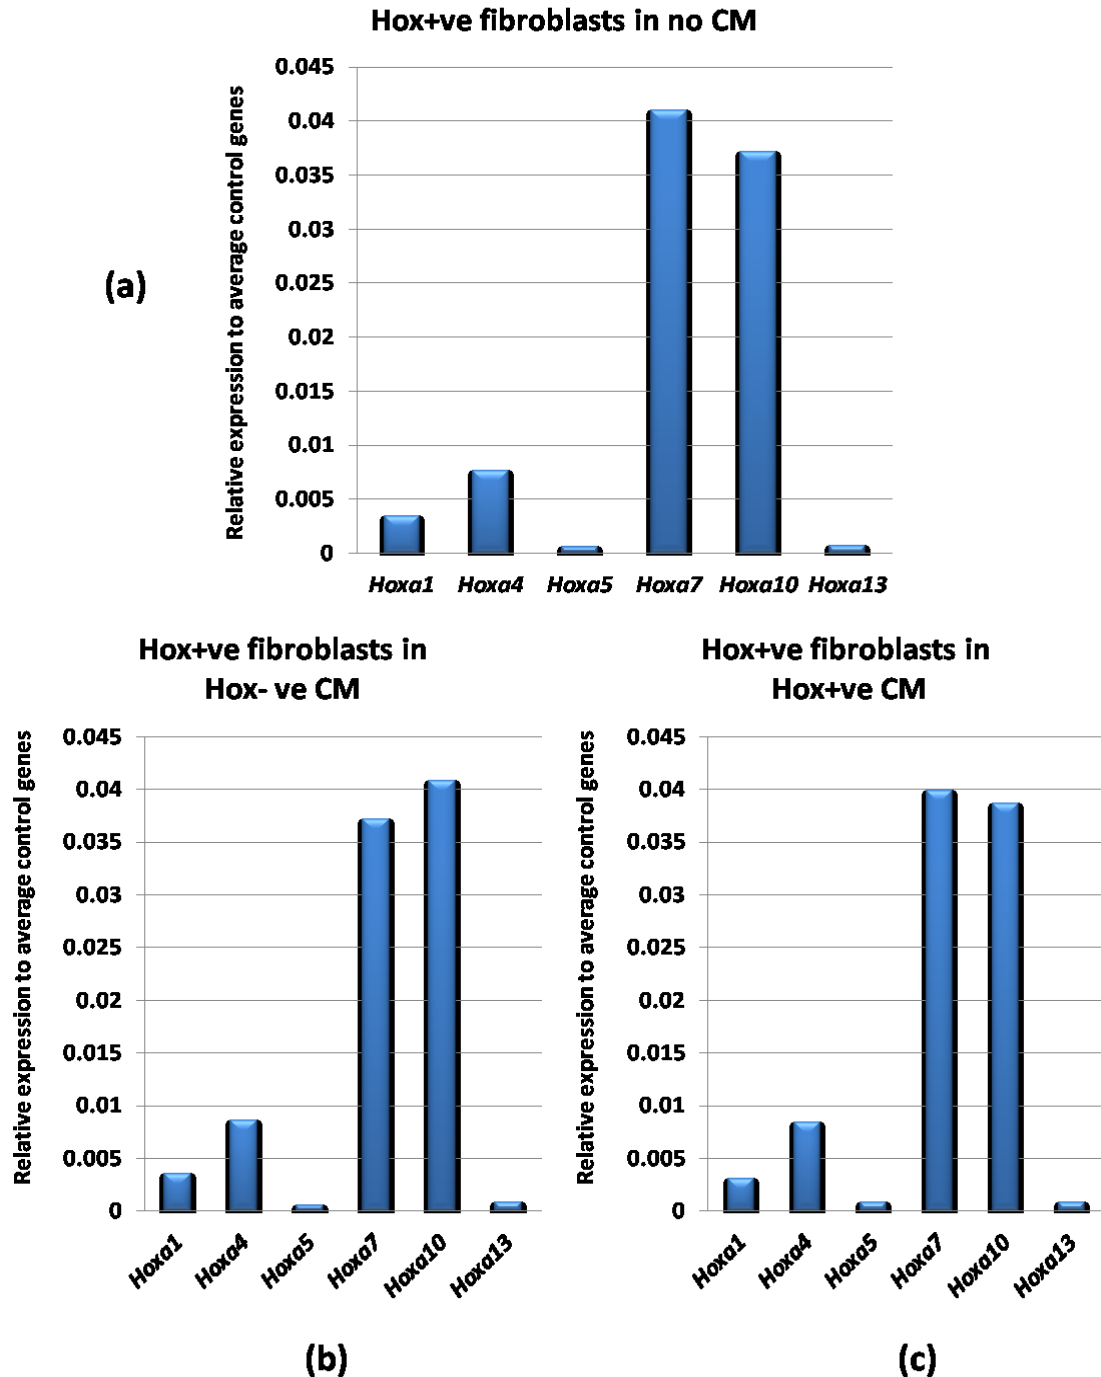 Hox+ve fibroblasts in no CM
Relative expression to average control genes
0.045
0.04
0.035
0.03
0.025
0.02
0.015
0.01
0.005
0
(a)
Hoxa1 Hoxa4 Hoxa5 Hoxa7 Hoxa10 Hoxa13
Hox+ve fibroblasts in
Hox- ve CM
Relative expression to average control genes
0.045
0.04
0.035
0.03
0.025
0.02
0.015
0.01
0.005
0
Hoxa1 Hoxa4 Hoxa5 Hoxa7 Hoxa10 Hoxa13
(b)
Hox+ve fibroblasts in
Hox+ve CM
Relative expression to average control genes
0.045
0.04
0.035
0.03
0.025
0.02
0.015
0.01
0.005
0
Hoxa1 Hoxa4 Hoxa5 Hoxa7 Hoxa10 Hoxa13
(c)